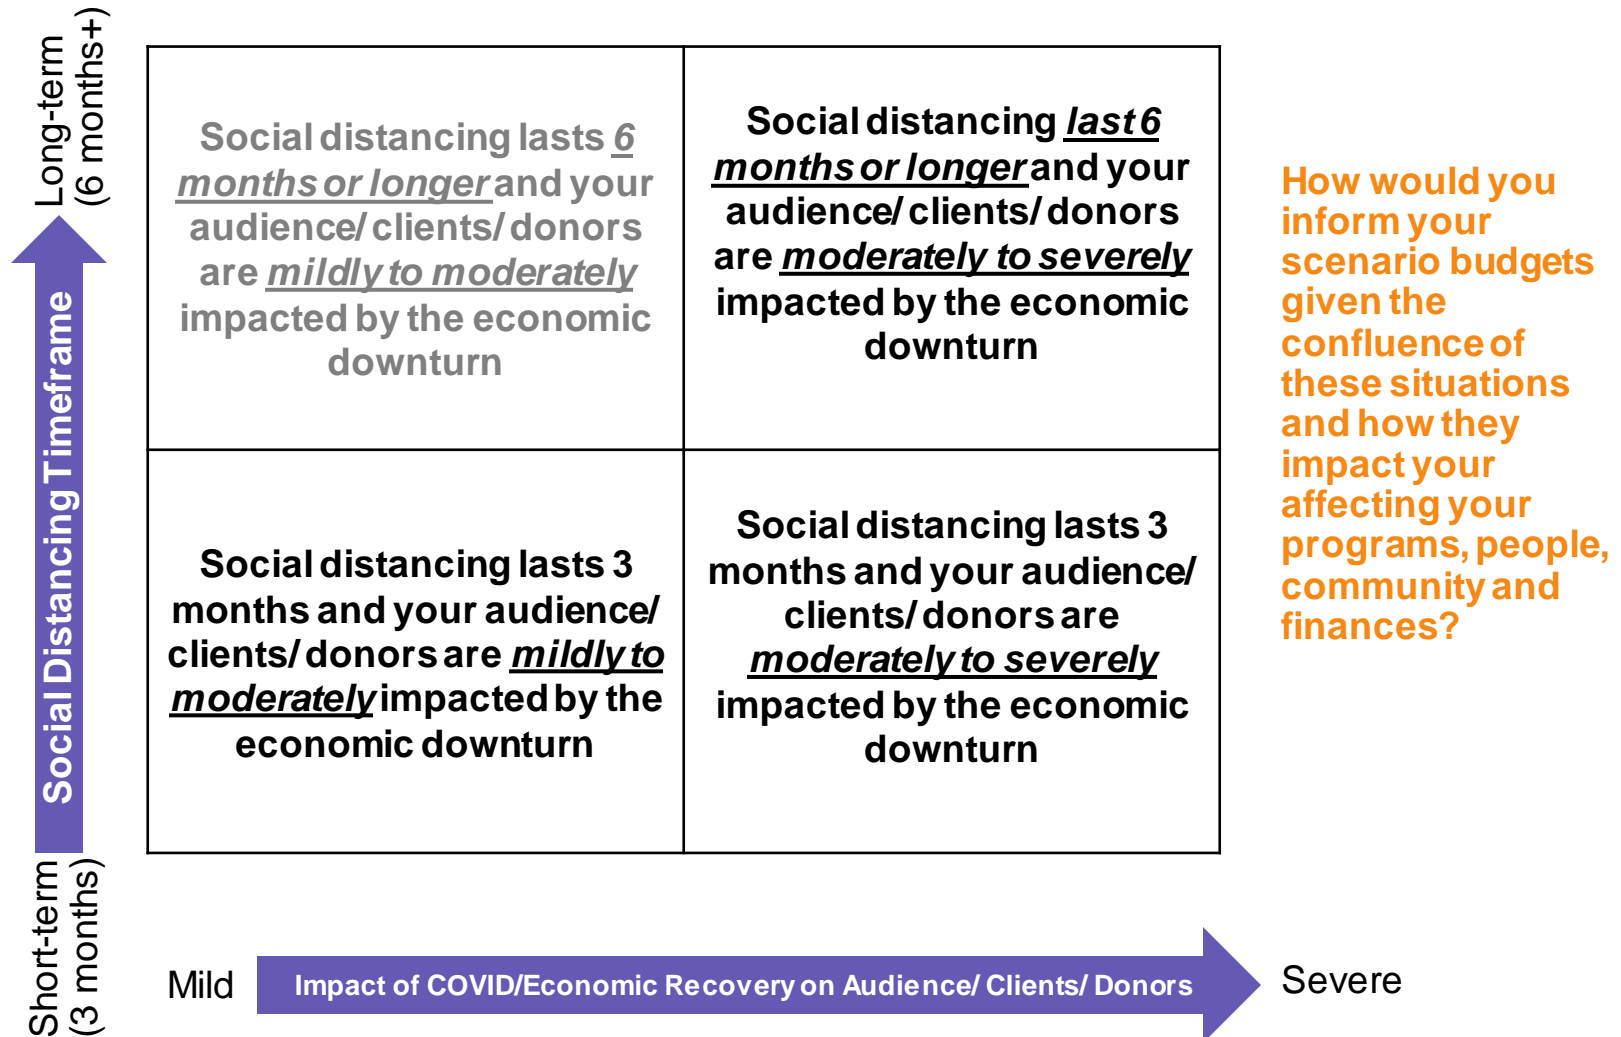 Long-term
(6 months+)
Social Distancing Timeframe
Short-term
(3 months)
Social distancing lasts 6
months or longer and your
audience/ clients/ donors
are mildly to moderately
impacted by the economic
downturn
Social distancing last 6
months or longer and your
audience/ clients/ donors
are moderately to severely
impacted by the economic
downturn
Social distancing lasts 3
months and your audience/
clients/ donors are mildly to
moderately impacted by the
economic downturn
Social distancing lasts 3
months and your audience/
clients/ donors are
moderately to severely
impacted by the economic
downturn
How would you
inform your
scenario budgets
given the
confluence of
these situations
and how they
impact your
affecting your
programs, people,
community and
finances?
Mild
Impact of COVID/Economic Recovery on Audience/ Clients/ Donors
Severe